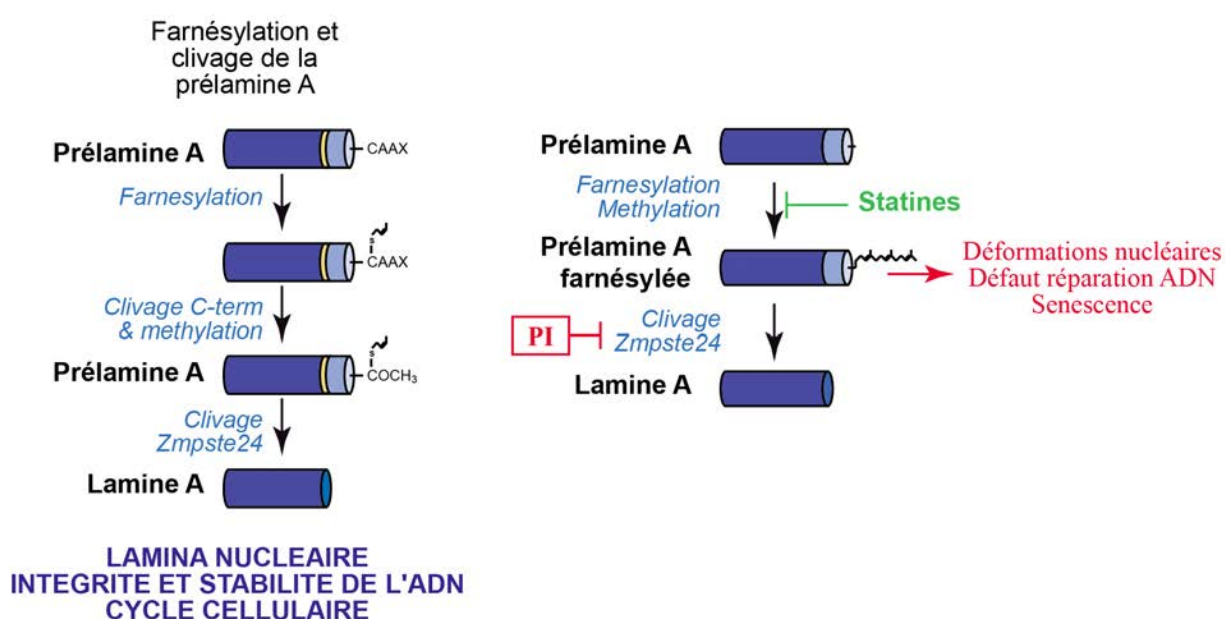 Farnésylation et
clivage de la
prélamine A
Prélamine A
CAAX
Farnesylation
S
CAAX
Clivage C-term
& methylation
S
Prélamine A
COCH₃
Clivage
Zmpste24
Lamine A
LAMINA NUCLEAIRE
INTEGRITE ET STABILITE DE L'ADN
CYCLE CELLULAIRE
Prélamine A
Farnesylation
Methylation
Statines
Prélamine A
farnésylée
Déformations nucléaires
Défaut réparation ADN
Senescence
PI
Clivage
Zmpste24
Lamine A